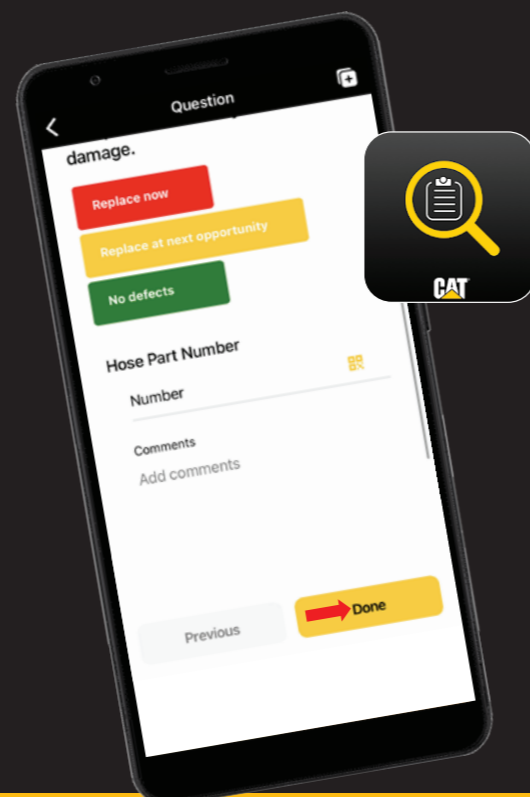 Question
damage.
Replace now
Replace at next opportunity
No defects
Hose Part Number
Number
Comments
Add comments
Previous
Done
CAT